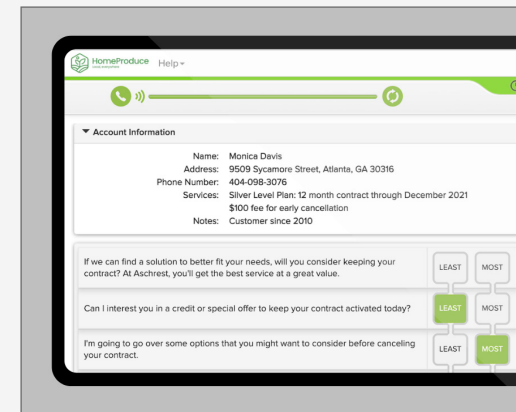 HomeProduce
Help
Account Information
Name: Monica Davis
Address: 9509 Sycamore Street, Atlanta, GA 30316
Phone Number: 404-098-3076
Services: Silver Level Plan: 12 month contract through December 2021
$100 fee for early cancellation
Notes: Customer since 2010
If we can find a solution to better fit your needs, will you consider keeping your
contract? At Aschrest, you'll get the best service at a great value.
LEAST MOST
Can I interest you in a credit or special offer to keep your contract activated today?
LEAST MOST
I'm going to go over some options that you might want to consider before canceling
your contract.
LEAST MOST